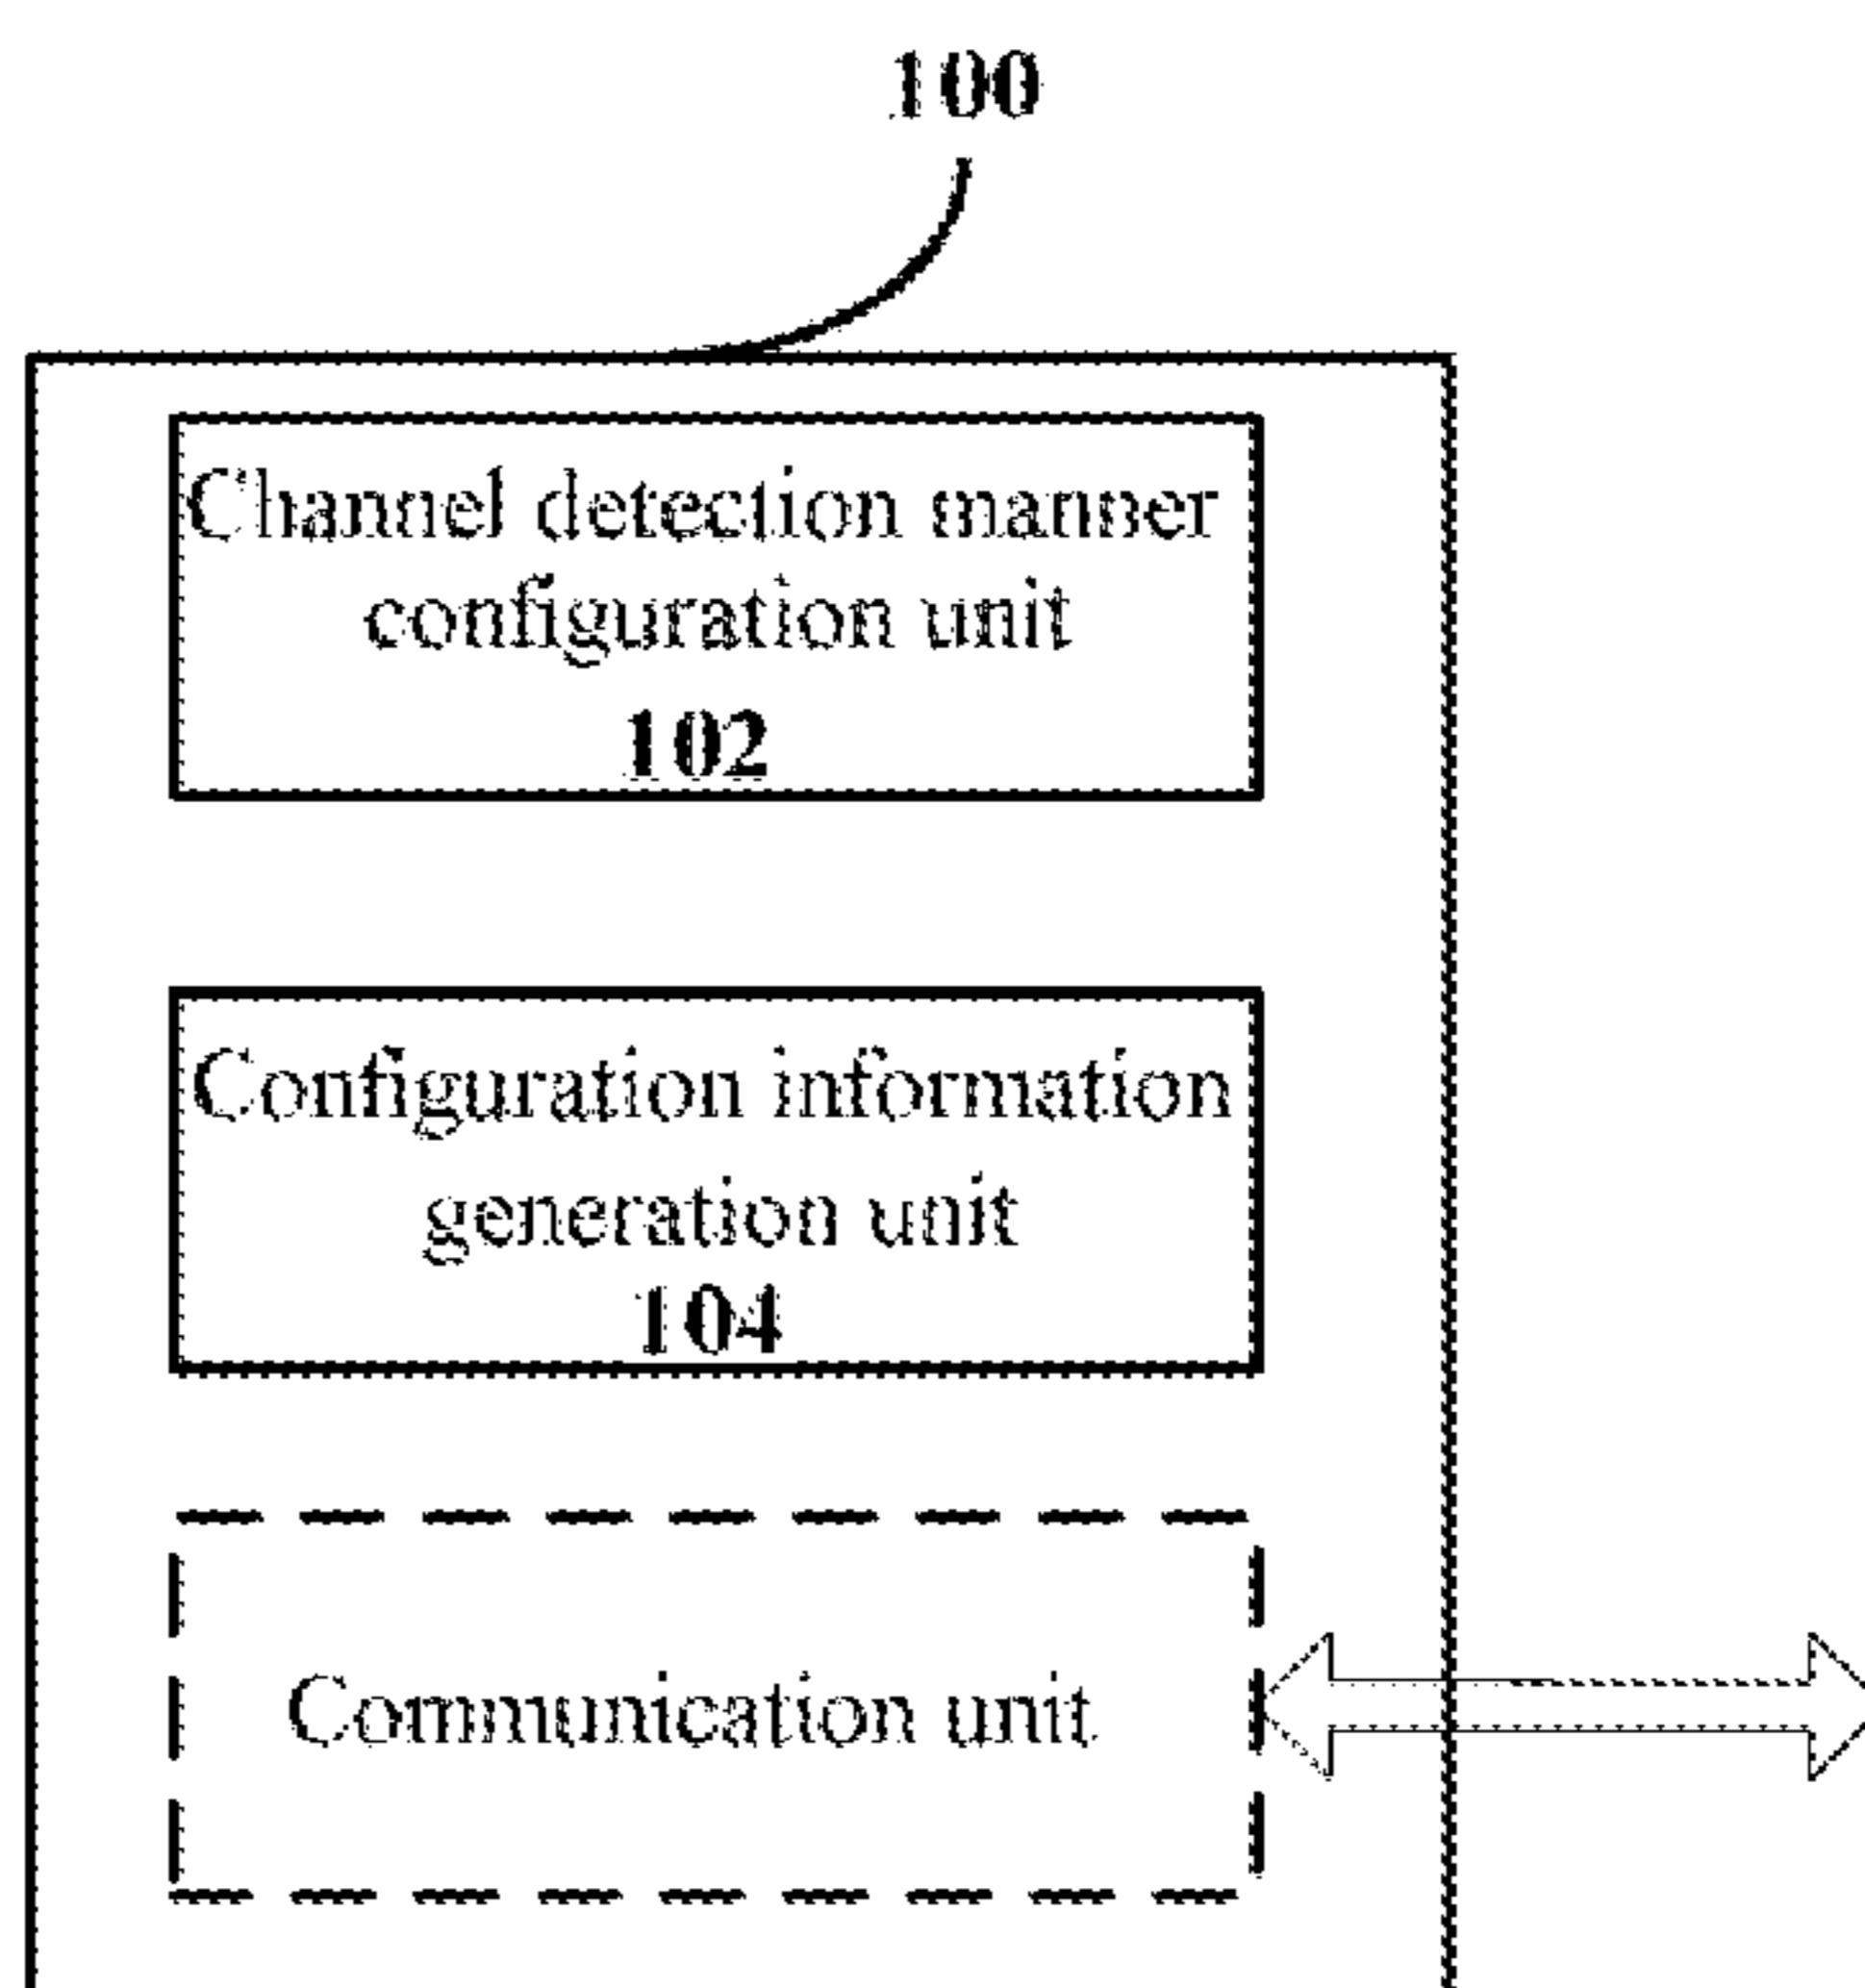 100
Channel detection manner
configuration unit
102
Configuration information
generation unit
104
Communication unit